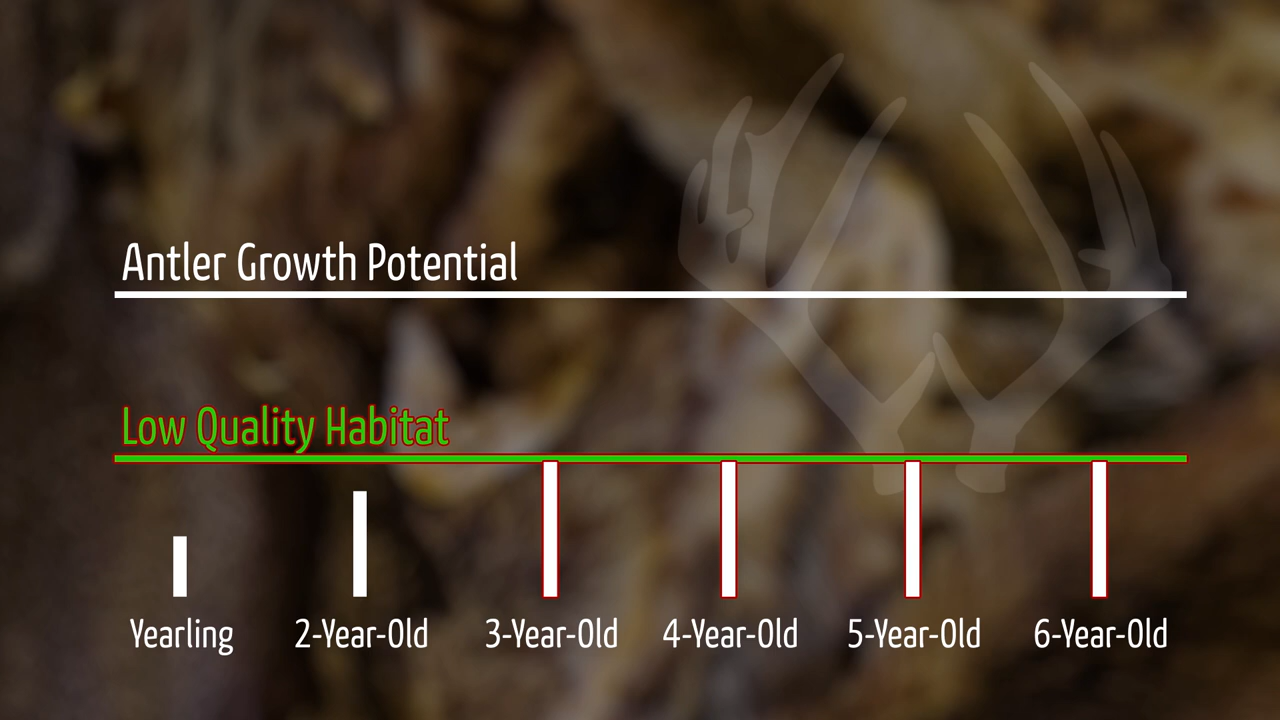 Antler Growth Potential
Low Quality Habitat
Yearling 2-Year-Old 3-Year-Old 4-Year-Old 5-Year-Old 6-Year-Old